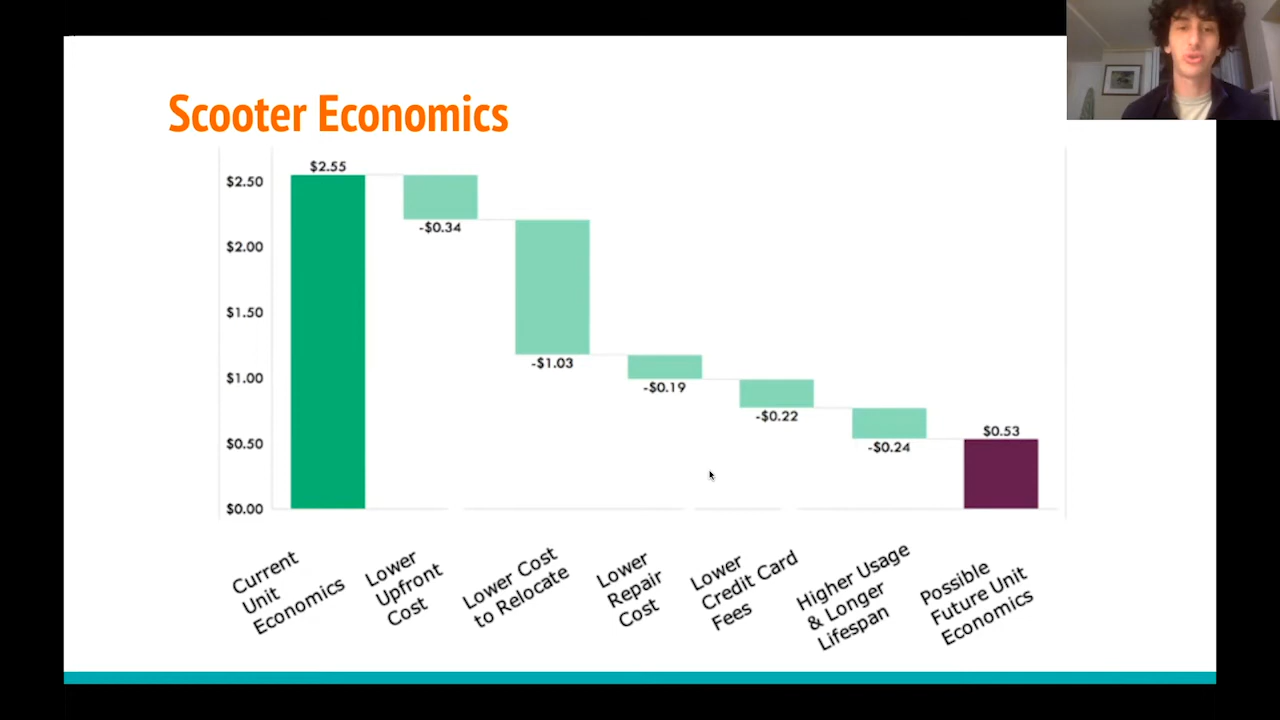 Scooter Economics
$2.55
$2.50
-$0.34
$2.00
$1.50
-$1.03
$1.00
-$0.19
-$0.22
$0.50
-$0.24
$0.53
$0.00
Current
Unit
Economics
Lower
Upfront
Cost
Lower Cost
to Relocate
Lower
Repair
Cost
Lower
Credit Card
Fees
Higher Usage
& Longer
Lifespan
Possible
Future Unit
Economics